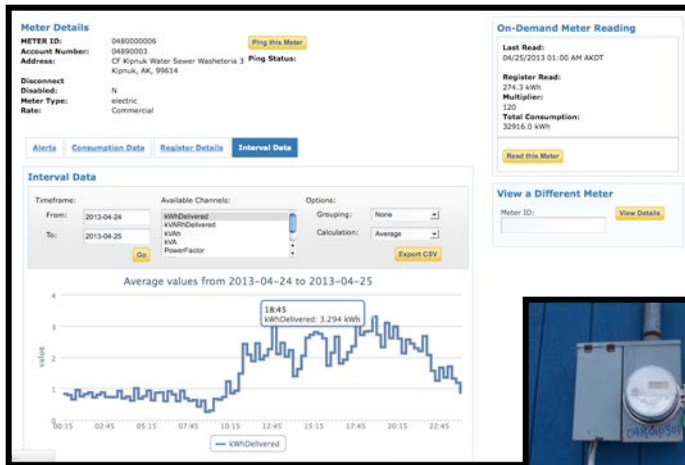 Meter Details
METER ID: 0480000006
Account Number: 04890003
Address: CF Kipnuk Water Sewer Washeteria 3
Kipnuk, AK, 99614
Disconnect
Disabled: N
Meter Type: electric
Rate: Commercial
Ping this Meter
Ping Status:
Alerts Consumption Data Register Details Interval Data
Interval Data
Timeframe:
From: 2013-04-24
To: 2013-04-25
Go
Available Channels:
kWhDelivered
kVARhDelivered
kVAh
kVA
PowerFactor
Options:
Grouping: None
Calculation: Average
Export CSV
Average values from 2013-04-24 to 2013-04-25
18:45
kWhDelivered: 3.294 kWh
value
4
3
2
1
0
00:15 02:45 05:15 07:45 10:15 12:45 15:15 17:45 20:15 22:45
kWhDelivered
On-Demand Meter Reading
Last Read:
04/25/2013 01:00 AM AKDT
Register Read:
274.3 kWh
Multiplier:
120
Total Consumption:
32916.0 kWh
Read this Meter
View a Different Meter
Meter ID:
View Details